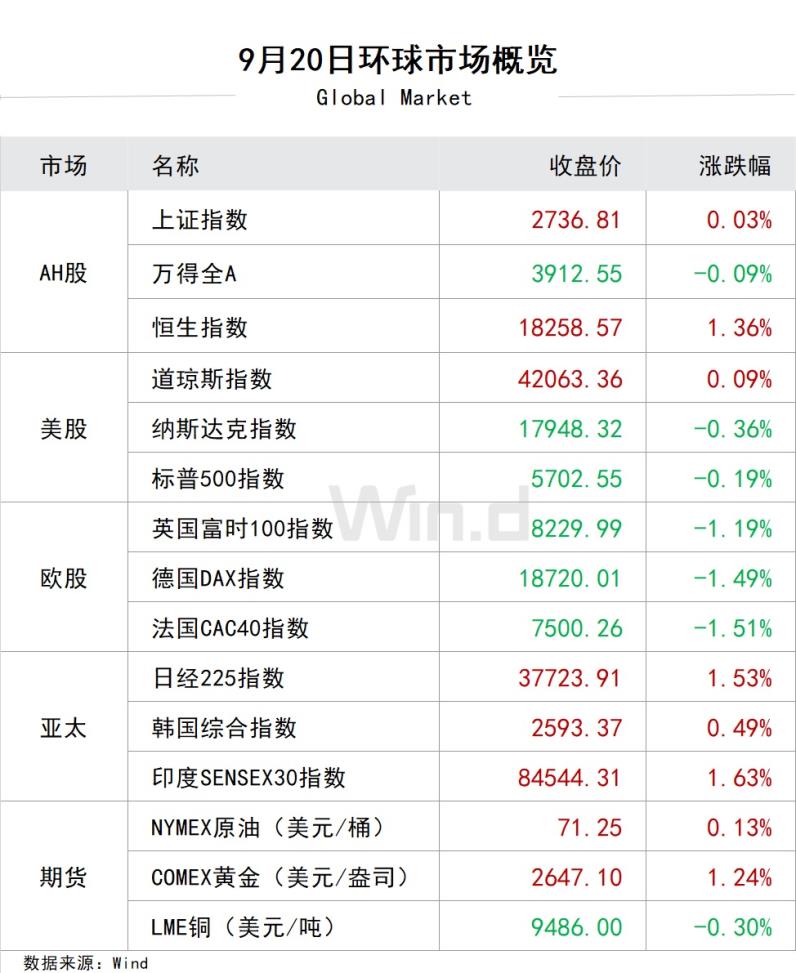 9月20日环球市场概览
Global Market
市场 名称 收盘价 涨跌幅
AH股
上证指数 2736.81 0.03%
万得全A 3912.55 -0.09%
恒生指数 18258.57 1.36%
美股
道琼斯指数 42063.36 0.09%
纳斯达克指数 17948.32 -0.36%
标普500指数 5702.55 -0.19%
欧股
英国富时100指数 8229.99 -1.19%
德国DAX指数 18720.01 -1.49%
法国CAC40指数 7500.26 -1.51%
亚太
日经225指数 37723.91 1.53%
韩国综合指数 2593.37 0.49%
印度SENSEX30指数 84544.31 1.63%
期货
NYMEX原油（美元/桶） 71.25 0.13%
COMEX黄金（美元/盎司） 2647.10 1.24%
LME铜（美元/吨） 9486.00 -0.30%
Win.d
数据来源：Wind